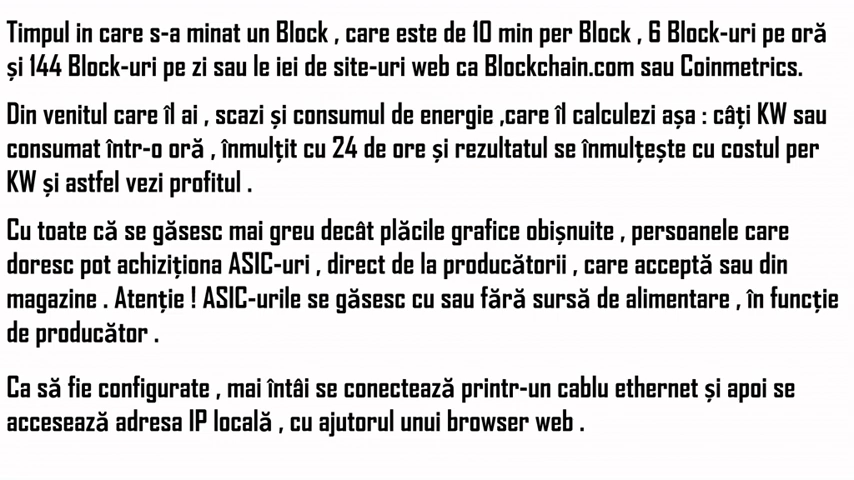 Timpul in care s-a minat un Block , care este de 10 min per Block , 6 Block-uri pe oră
și 144 Block-uri pe zi sau le iei de site-uri web ca Blockchain.com sau Coinmetrics.
Din venitul care îl ai , scazi și consumul de energie ,care îl calculezi așa : câți KW sau
consumat într-o oră , înmulțit cu 24 de ore și rezultatul se înmulțește cu costul per
KW și astfel vezi profitul .
Cu toate că se găsesc mai greu decât plăcile grafice obișnuite , persoanele care
doresc pot achiziționa ASIC-uri , direct de la producătorii , care acceptă sau din
magazine . Atenție ! ASIC-urile se găsesc cu sau fără sursă de alimentare , în funcție
de producător .
Ca să fie configurate , mai întâi se conectează printr-un cablu ethernet și apoi se
accesează adresa IP locală , cu ajutorul unui browser web .